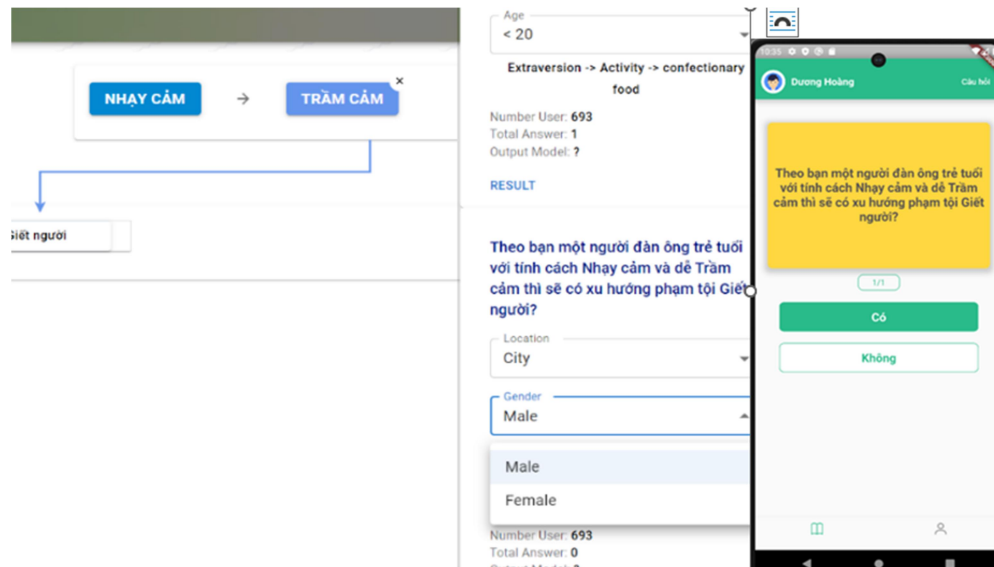 NHẠY CẢM
TRẦM CẢM
Giết người
Age
< 20
Extraversion -> Activity -> confectionary
food
Number User: 693
Total Answer: 1
Output Model: ?
RESULT
Theo bạn một người đàn ông trẻ tuổi
với tính cách Nhạy cảm và dễ Trầm
cảm thì sẽ có xu hướng phạm tội Giết
người?
Location
City
Gender
Male
Male
Female
Number User: 693
Total Answer: 0
Output Model: ?
10:35
Dương Hoàng
Câu hỏi
Theo bạn một người đàn ông trẻ tuổi
với tính cách Nhạy cảm và dễ Trầm
cảm thì sẽ có xu hướng phạm tội Giết
người?
1/1
Có
Không